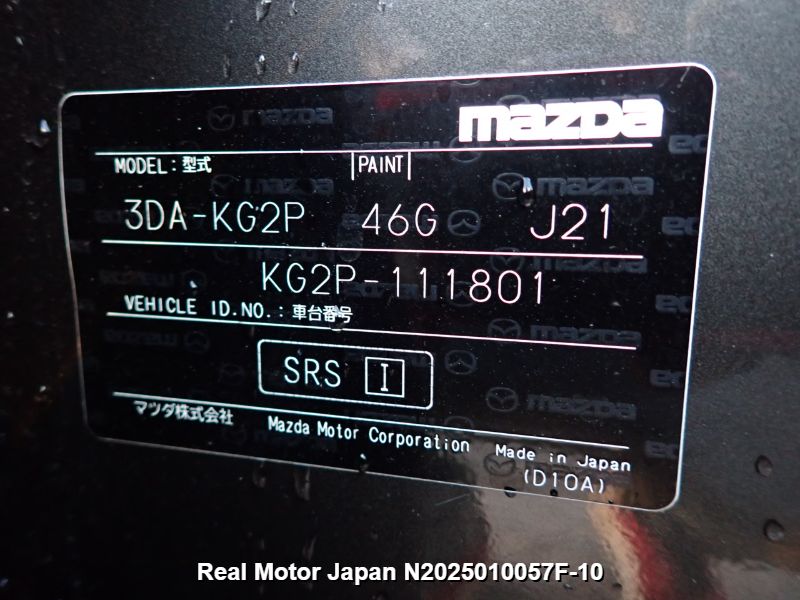 mazda
MODEL:型式 PAINT
3DA-KG2P 46G J21
KG2P-111801
VEHICLE ID.NO.:車台番号
SRS I
マツダ株式会社 Mazda Motor Corporation Made in Japan
(D10A)
Real Motor Japan N2025010057F-10